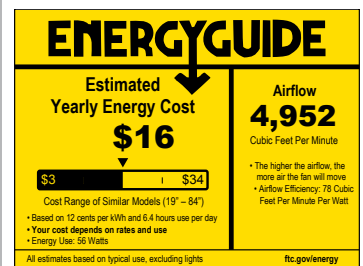 ENERGYGUIDE
Estimated
Yearly Energy Cost
$16
$3
$34
Cost Range of Similar Models (19" – 84")
• Based on 12 cents per kWh and 6.4 hours use per day
• Your cost depends on rates and use
• Energy Use: 56 Watts
Airflow
4,952
Cubic Feet Per Minute
• The higher the airflow, the
more air the fan will move
• Airflow Efficiency: 78 Cubic
Feet Per Minute Per Watt
All estimates based on typical use, excluding lights
ftc.gov/energy